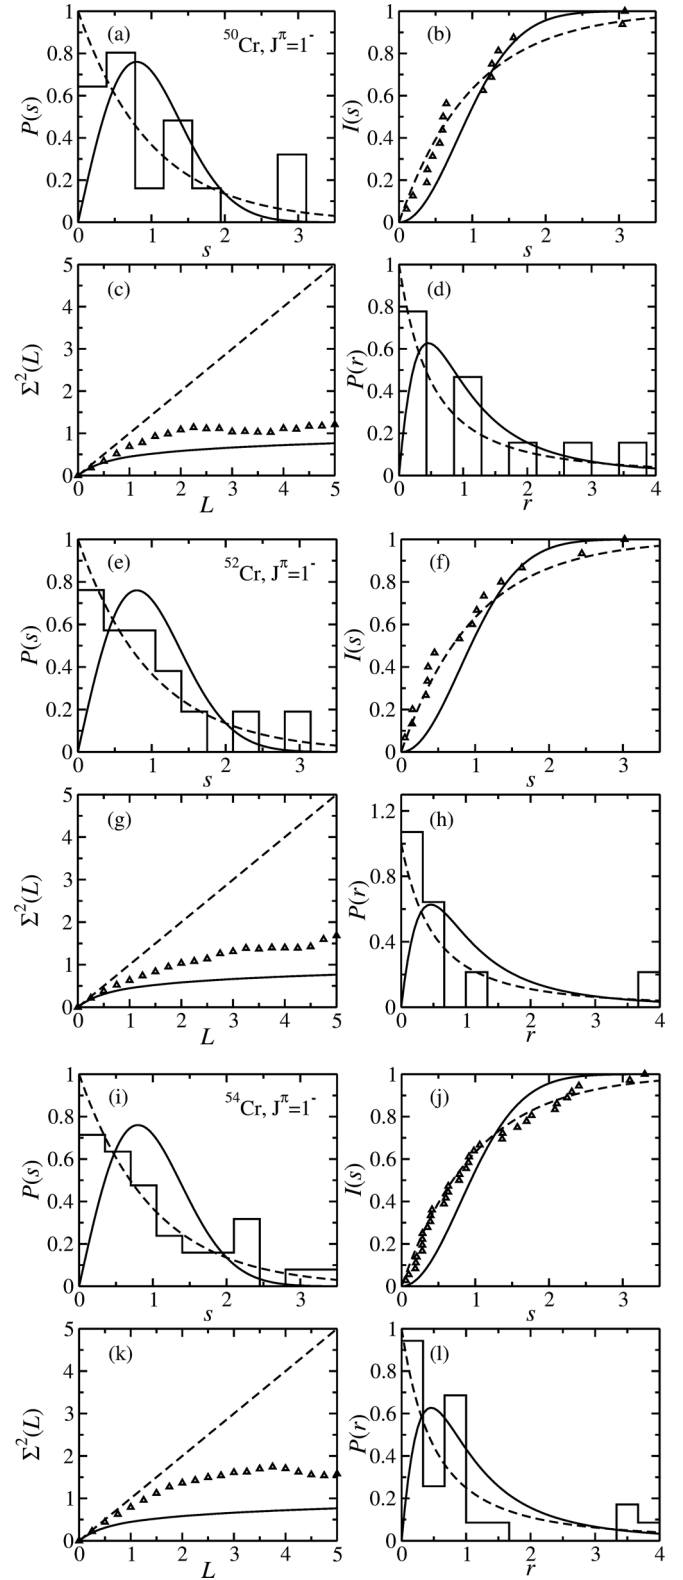 (a) ⁵⁰Cr, Jᵖ=1⁻
P(s)
1
0.8
0.6
0.4
0.2
0
0 1 2 3
s
(b)
I(s)
1
0.8
0.6
0.4
0.2
0
0 1 2 3
s
(c)
Σ²(L)
5
4
3
2
1
0
0 1 2 3 4 5
L
(d)
P(r)
1
0.8
0.6
0.4
0.2
0
0 1 2 3 4
r
(e) ⁵²Cr, J^π=1⁻
P(s)
1
0.8
0.6
0.4
0.2
0
0 1 2 3
s
(f)
I(s)
1
0.8
0.6
0.4
0.2
0
0 1 2 3
s
(g)
Σ²(L)
5
4
3
2
1
0
0 1 2 3 4 5
L
(h)
P(r)
1.2
0.8
0.4
0
0 1 2 3 4
r
(i) ⁵⁴Cr, J^π=1⁻
P(s)
1
0.8
0.6
0.4
0.2
0
0 1 2 3
s
(j)
I(s)
1
0.8
0.6
0.4
0.2
0
0 1 2 3
s
(k)
Σ²(L)
5
4
3
2
1
0
0 1 2 3 4 5
L
(l)
P(r)
1
0.8
0.6
0.4
0.2
0
0 1 2 3 4
r